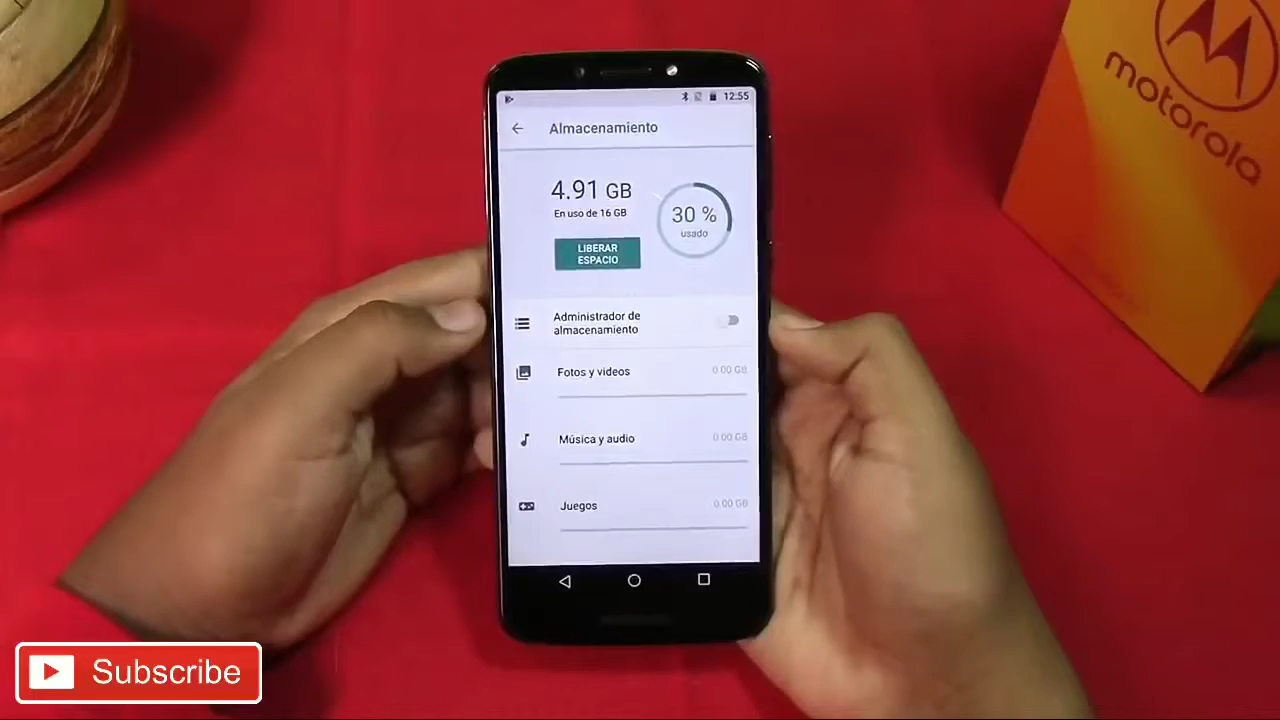 motorola
12:55
Almacenamiento
4.91 GB
En uso de 16 GB
30 %
usado
LIBERAR
ESPACIO
Administrador de
almacenamiento
Fotos y videos
0.00 GB
Música y audio
0.00 GB
Juegos
0.00 GB
Subscribe